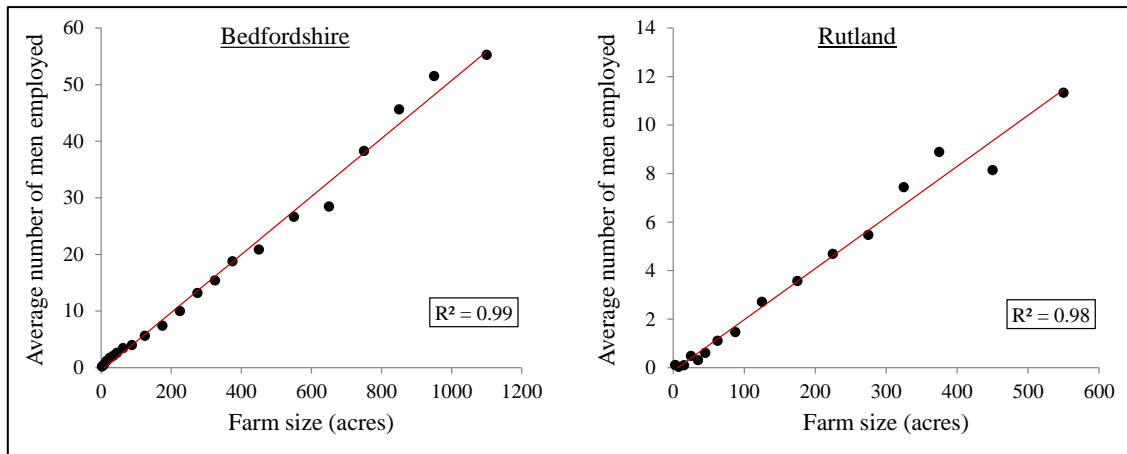 Bedfordshire
Average number of men employed
60
50
40
30
20
10
0
0 200 400 600 800 1000 1200
Farm size (acres)
R² = 0.99
Rutland
Average number of men employed
14
12
10
8
6
4
2
0
0 100 200 300 400 500 600
Farm size (acres)
R² = 0.98